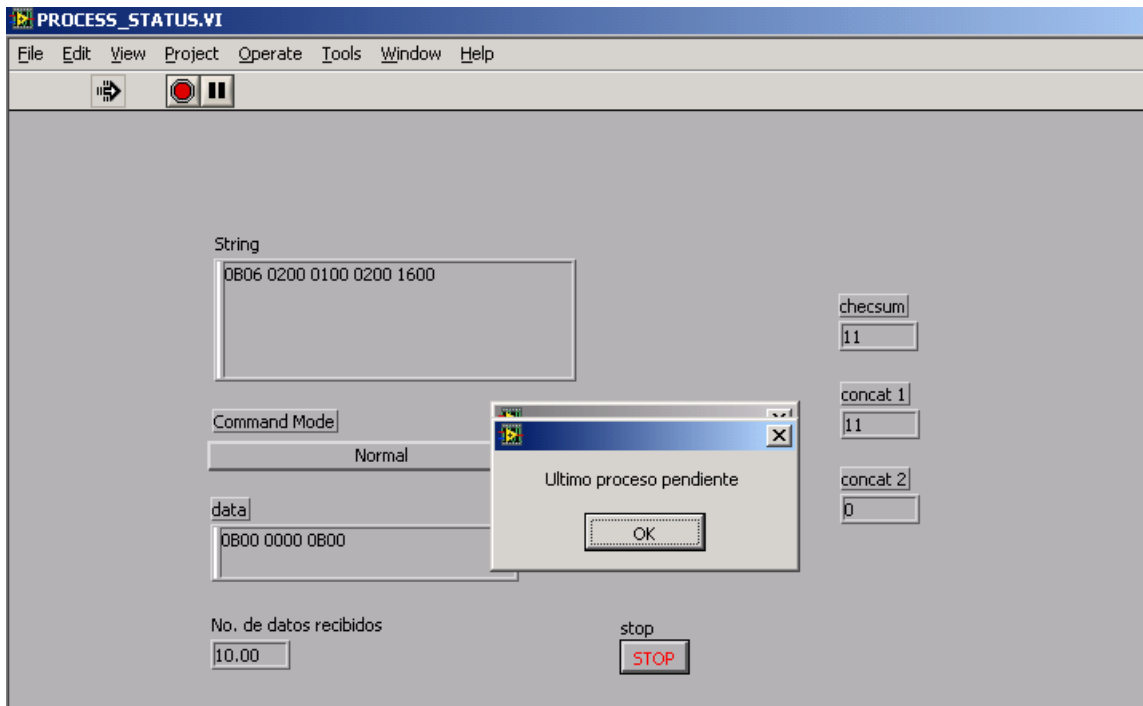 PROCESS_STATUS.VI
File Edit View Project Operate Tools Window Help
String
0B06 0200 0100 0200 1600
checsum
11
concat 1
11
Command Mode
Normal
Ultimo proceso pendiente
OK
concat 2
0
data
0B00 0000 0B00
No. de datos recibidos
10.00
stop
STOP